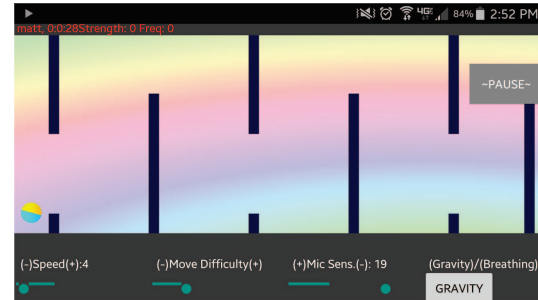 4G 84% 2:52 PM
matt, 0:0:28Strength: 0 Freq: 0
~PAUSE~
(-)Speed(+):4 (-)Move Difficulty(+) (+)Mic Sens.(-): 19 (Gravity)/(Breathing)
GRAVITY